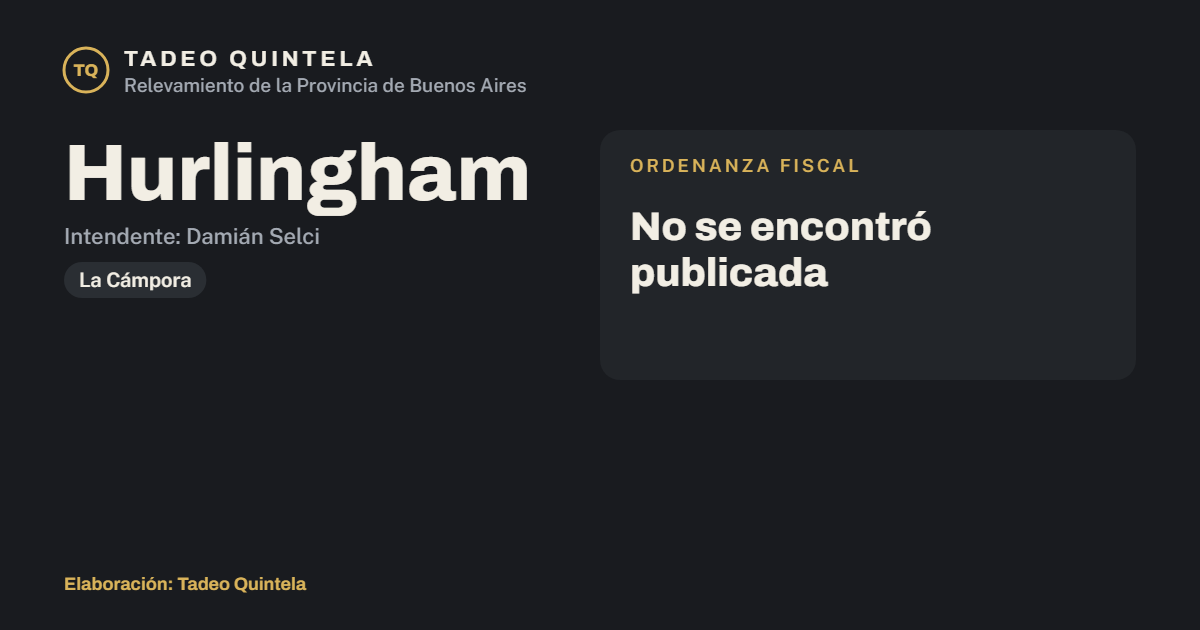 TQ
TADEO QUINTELA
Relevamiento de la Provincia de Buenos Aires
Hurlingham
Intendente: Damián Selci
La Cámpora
ORDENANZA FISCAL
No se encontró
publicada
Elaboración: Tadeo Quintela